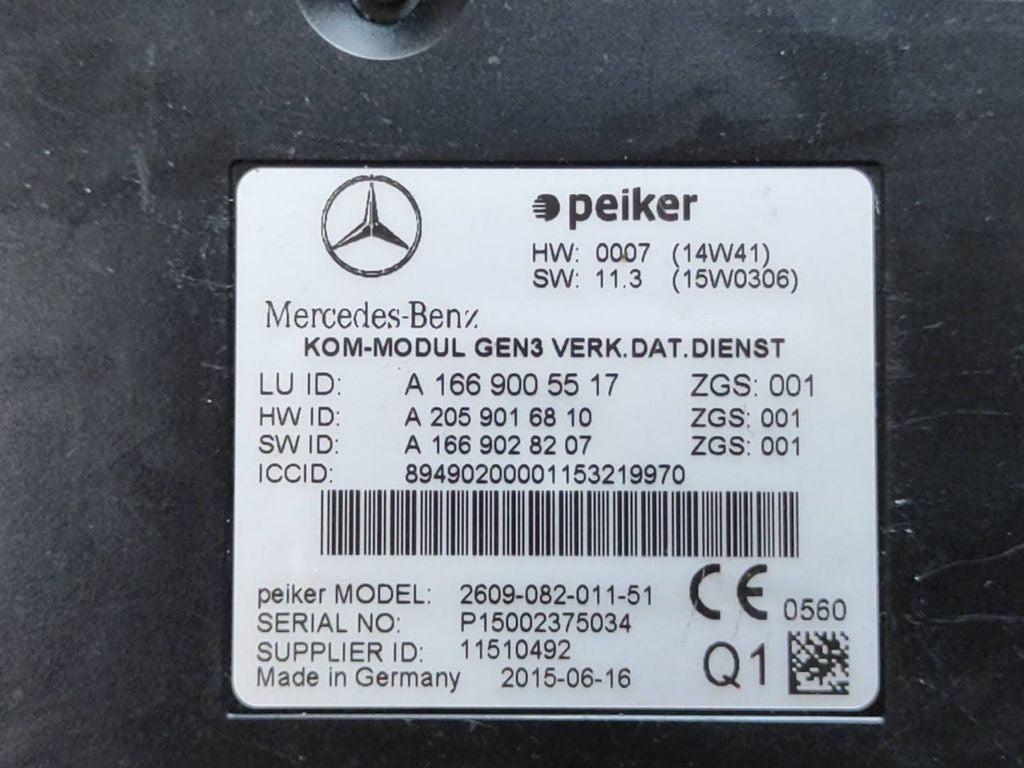 peiker
HW: 0007 (14W41)
SW: 11.3 (15W0306)
Mercedes-Benz
KOM-MODUL GEN3 VERK.DAT.DIENST
LU ID: A 166 900 55 17 ZGS: 001
HW ID: A 205 901 68 10 ZGS: 001
SW ID: A 166 902 82 07 ZGS: 001
ICCID: 89490200001153219970
peiker MODEL: 2609-082-011-51
CE 0560
SERIAL NO: P15002375034
SUPPLIER ID: 11510492
Q1
Made in Germany 2015-06-16